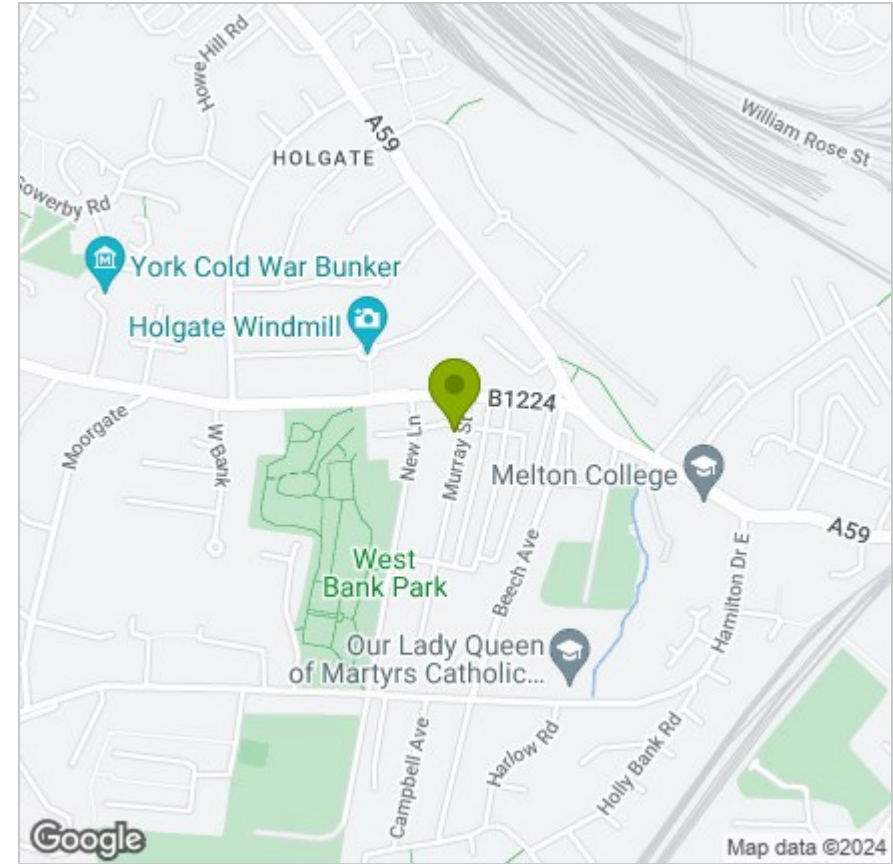 Howe Hill Rd
A59
HOLGATE
William Rose St
Sowerby Rd
York Cold War Bunker
Holgate Windmill
B1224
Moorgate
W Bank
New Ln
Murray St
Melton College
A59
West
Bank Park
Beech Ave
Hamilton Dr E
Our Lady Queen
of Martyrs Catholic...
Campbell Ave
Harlow Rd
Holly Bank Rd
Google
Map data ©2024